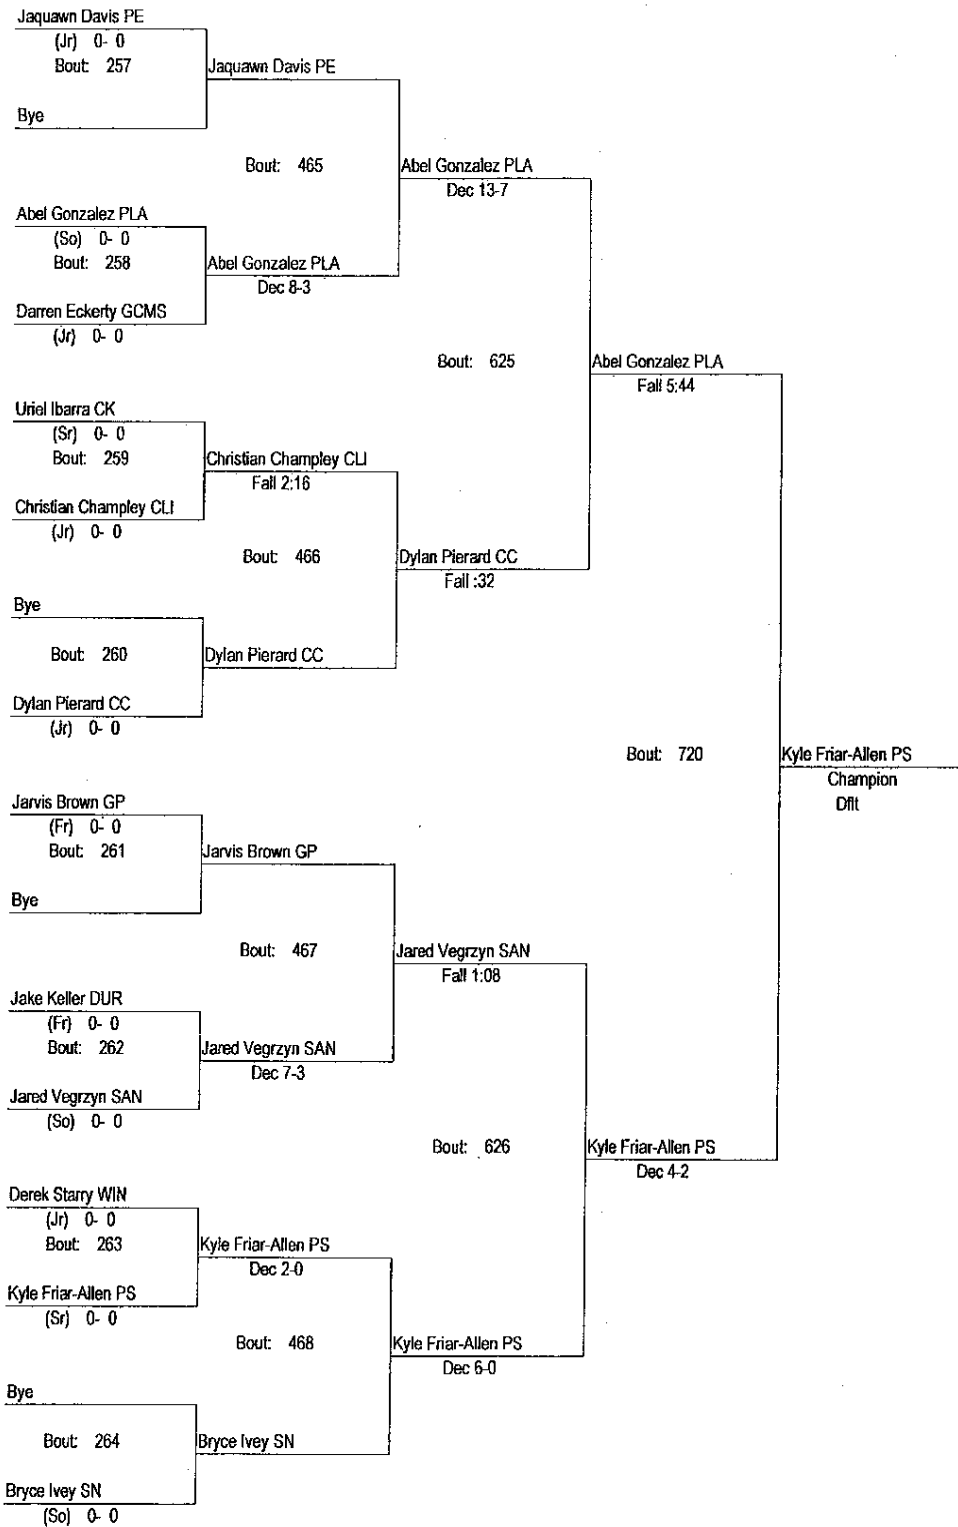 Jaquawn Davis PE
(Jr) 0- 0
Bout: 257
Jaquawn Davis PE
Bye
Bout: 465
Abel Gonzalez PLA
Dec 13-7
Abel Gonzalez PLA
(So) 0- 0
Bout: 258
Abel Gonzalez PLA
Dec 8-3
Darren Eckerty GCMS
(Jr) 0- 0
Bout: 625
Abel Gonzalez PLA
Fall 5:44
Uriel Ibarra CK
(Sr) 0- 0
Bout: 259
Christian Champley CLI
Fall 2:16
Christian Champley CLI
(Jr) 0- 0
Bout: 466
Dylan Pierard CC
Fall :32
Bye
Bout: 260
Dylan Pierard CC
Dylan Pierard CC
(Jr) 0- 0
Bout: 720
Kyle Friar-Allen PS
Champion
Dflt
Jarvis Brown GP
(Fr) 0- 0
Bout: 261
Jarvis Brown GP
Bye
Bout: 467
Jared Vegrzyn SAN
Fall 1:08
Jake Keller DUR
(Fr) 0- 0
Bout: 262
Jared Vegrzyn SAN
Dec 7-3
Jared Vegrzyn SAN
(So) 0- 0
Bout: 626
Kyle Friar-Allen PS
Dec 4-2
Derek Starry WIN
(Jr) 0- 0
Bout: 263
Kyle Friar-Allen PS
Dec 2-0
Kyle Friar-Allen PS
(Sr) 0- 0
Bout: 468
Kyle Friar-Allen PS
Dec 6-0
Bye
Bout: 264
Bryce Ivey SN
Bryce Ivey SN
(So) 0- 0